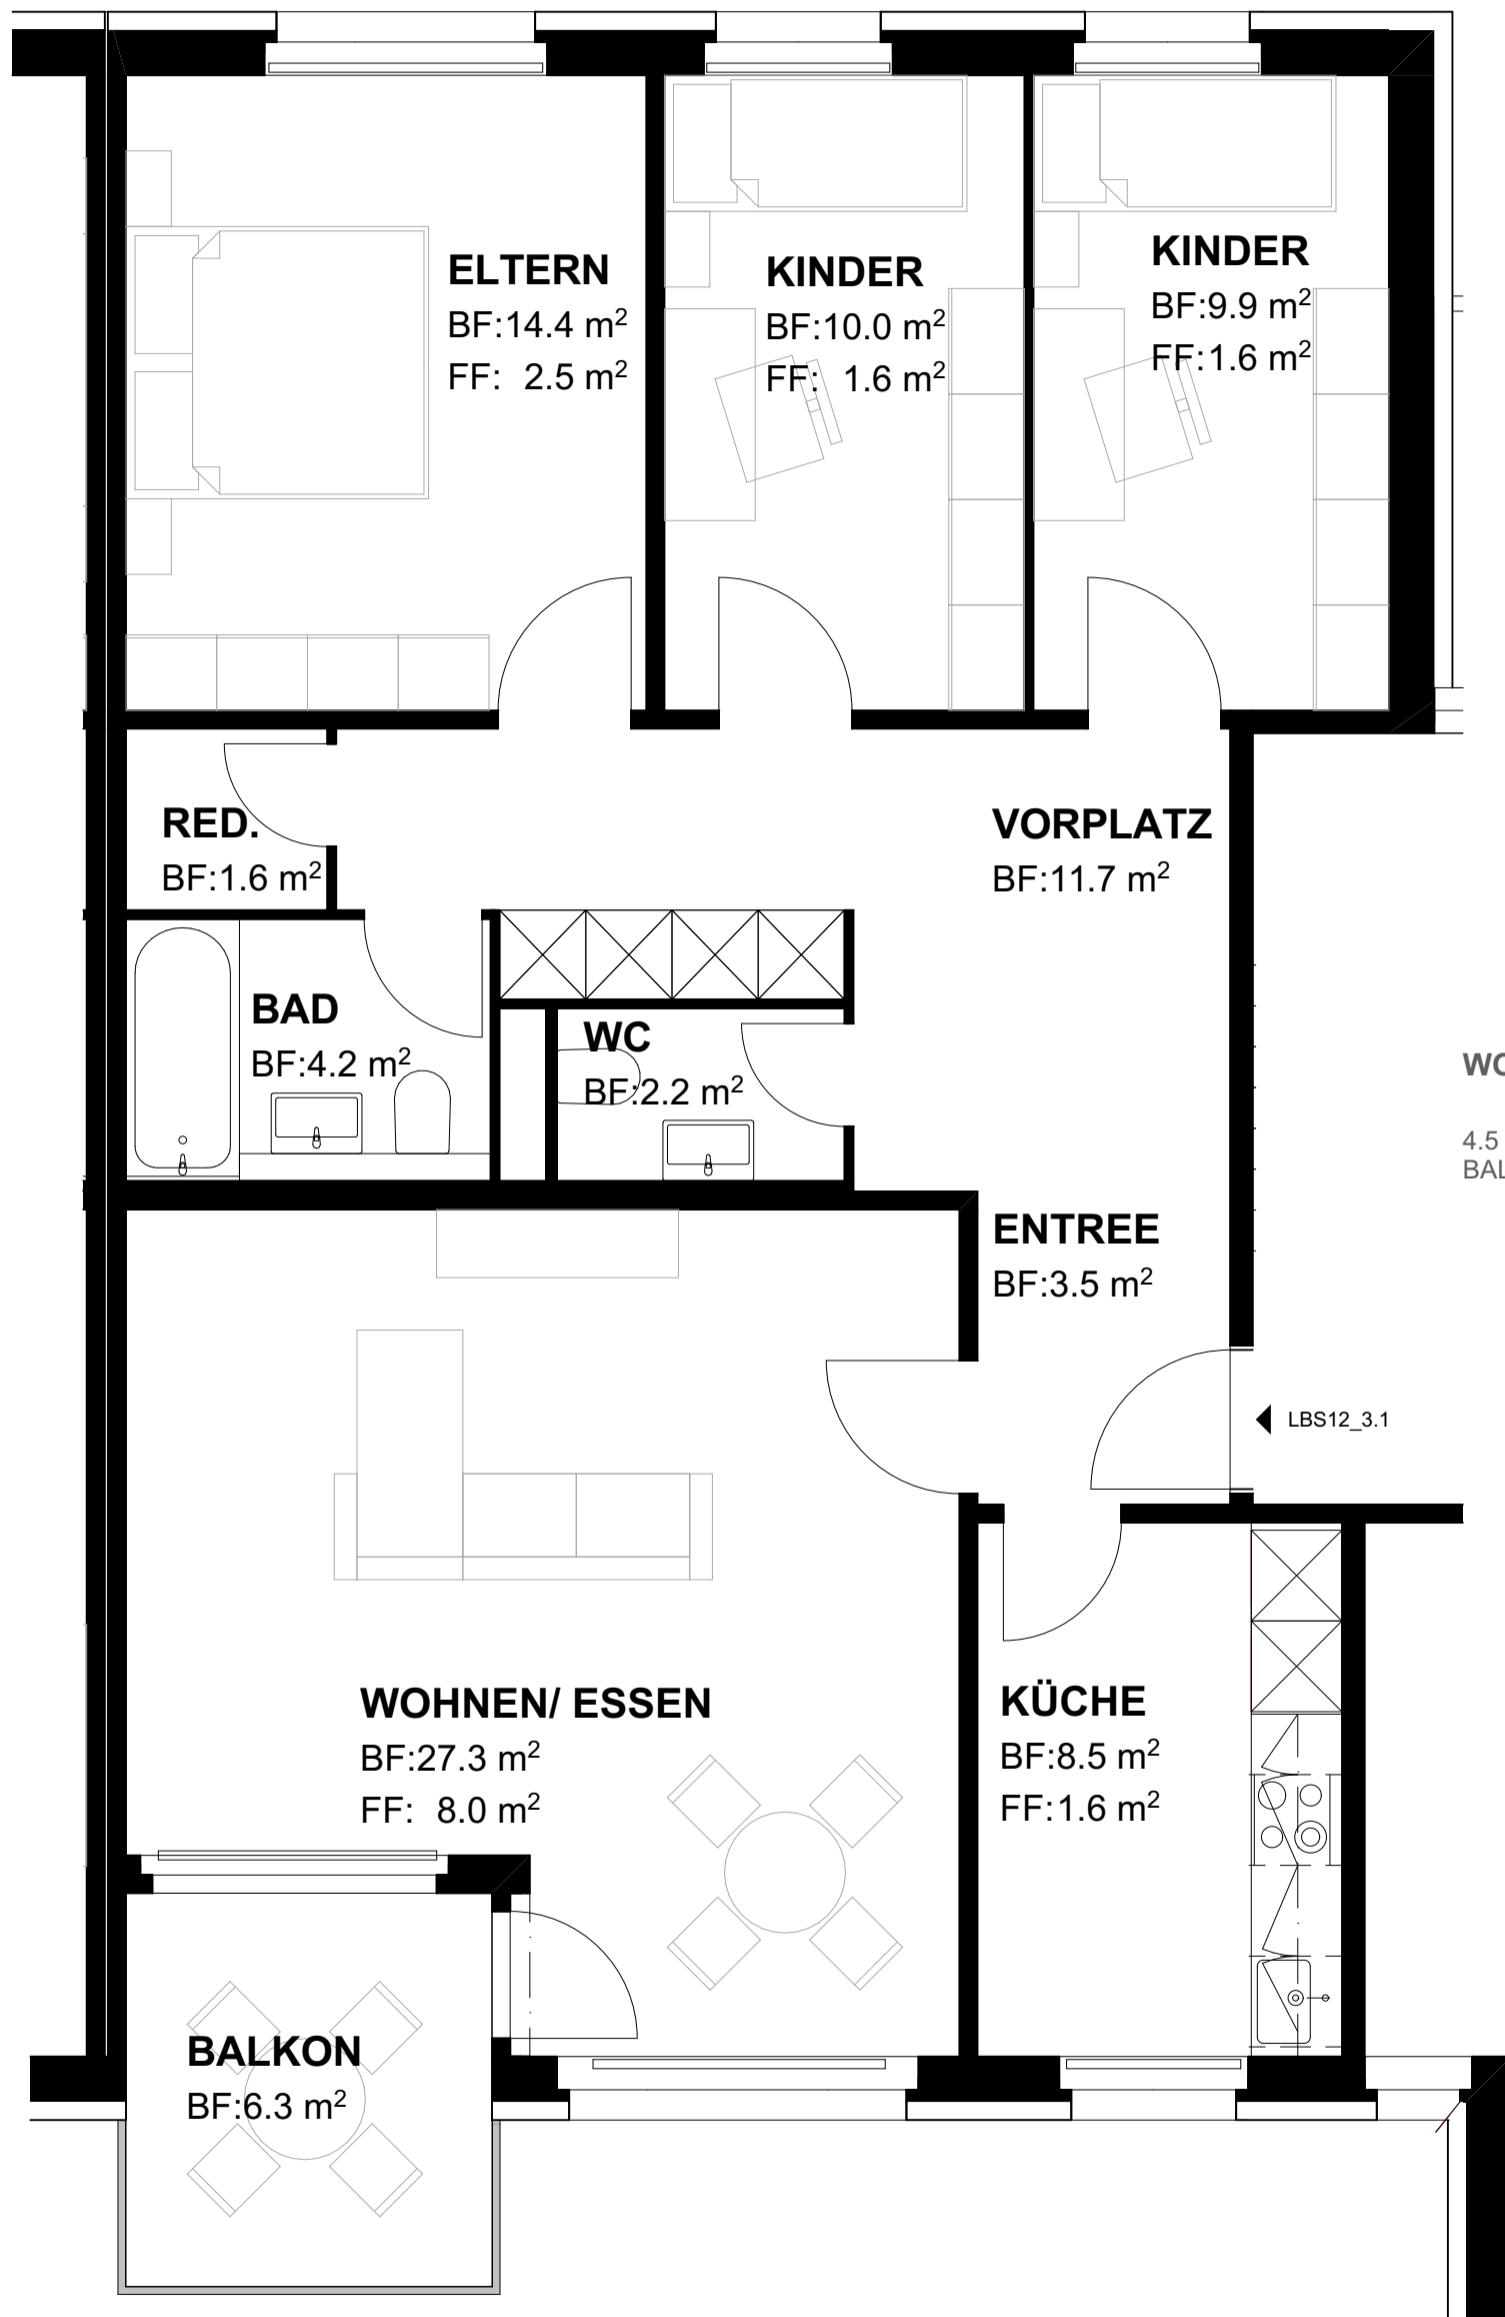 ELTERN
BF:14.4 m²
FF: 2.5 m²
KINDER
BF:10.0 m²
FF: 1.6 m²
KINDER
BF:9.9 m²
FF:1.6 m²
RED.
BF:1.6 m²
VORPLATZ
BF:11.7 m²
BAD
BF:4.2 m²
WC
BF:2.2 m²
WO
4.5
BAL
ENTREE
BF:3.5 m²
LBS12_3.1
WOHNEN/ ESSEN
BF:27.3 m²
FF: 8.0 m²
KÜCHE
BF:8.5 m²
FF:1.6 m²
BALKON
BF:6.3 m²